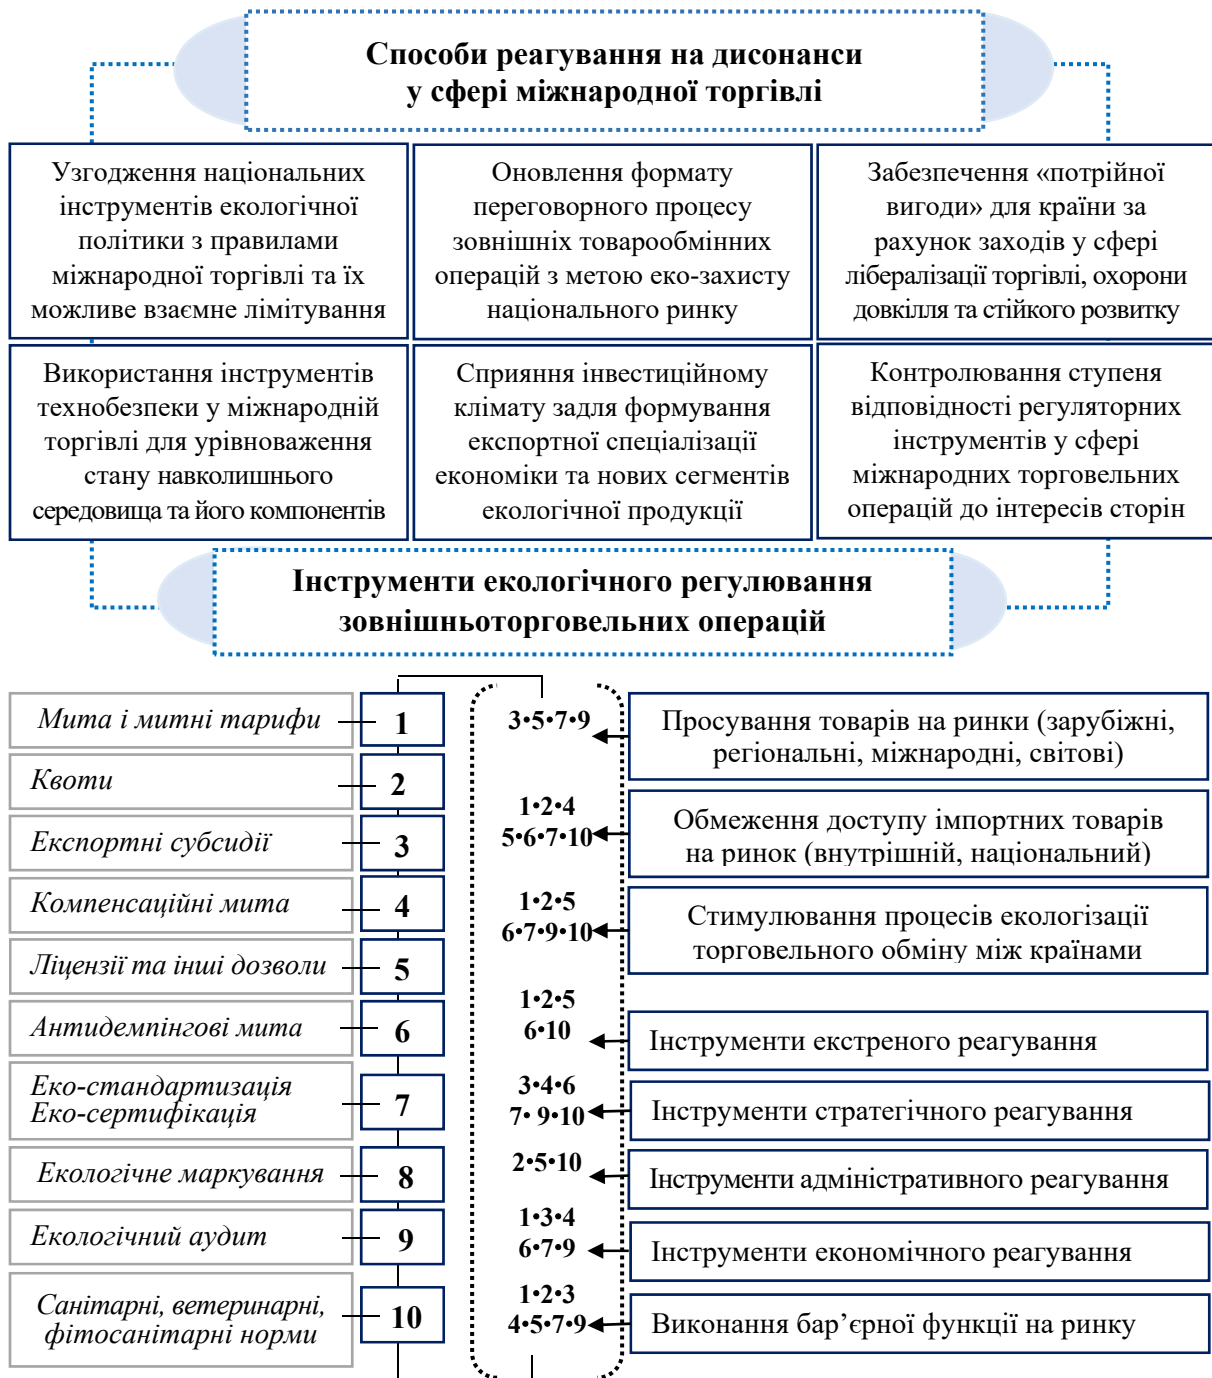 Способи реагування на дисонанси
у сфері міжнародної торгівлі
Узгодження національних
інструментів екологічної
політики з правилами
міжнародної торгівлі та їх
можливе взаємне лімітування
Оновлення формату
переговорного процесу
зовнішніх товарообмінних
операцій з метою еко-захисту
національного ринку
Забезпечення «потрійної
вигоди» для країни за
рахунок заходів у сфері
лібералізації торгівлі, охорони
довкілля та стійкого розвитку
Використання інструментів
технобезпеки у міжнародній
торгівлі для урівноваження
стану навколишнього
середовища та його компонентів
Сприяння інвестиційному
клімату задля формування
експортної спеціалізації
економіки та нових сегментів
екологічної продукції
Контролювання ступеня
відповідності регуляторних
інструментів у сфері
міжнародних торговельних
операцій до інтересів сторін
Інструменти екологічного регулювання
зовнішньоторговельних операцій
Мита і митні тарифи
1
Квоти
2
Експортні субсидії
3
Компенсаційні мита
4
Ліцензії та інші дозволи
5
Антидемпінгові мита
6
Еко-стандартизація
Еко-сертифікація
7
Екологічне маркування
8
Екологічний аудит
9
Санітарні, ветеринарні,
фітосанітарні норми
10
3•5•7•9
Просування товарів на ринки (зарубіжні,
регіональні, міжнародні, світові)
1•2•4
5•6•7•10
Обмеження доступу імпортних товарів
на ринок (внутрішній, національний)
1•2•5
6•7•9•10
Стимулювання процесів екологізації
торговельного обміну між країнами
1•2•5
6•10
Інструменти екстреного реагування
3•4•6
7• 9•10
Інструменти стратегічного реагування
2•5•10
Інструменти адміністративного реагування
1•3•4
6•7•9
Інструменти економічного реагування
1•2•3
4•5•7•9
Виконання бар’єрної функції на ринку